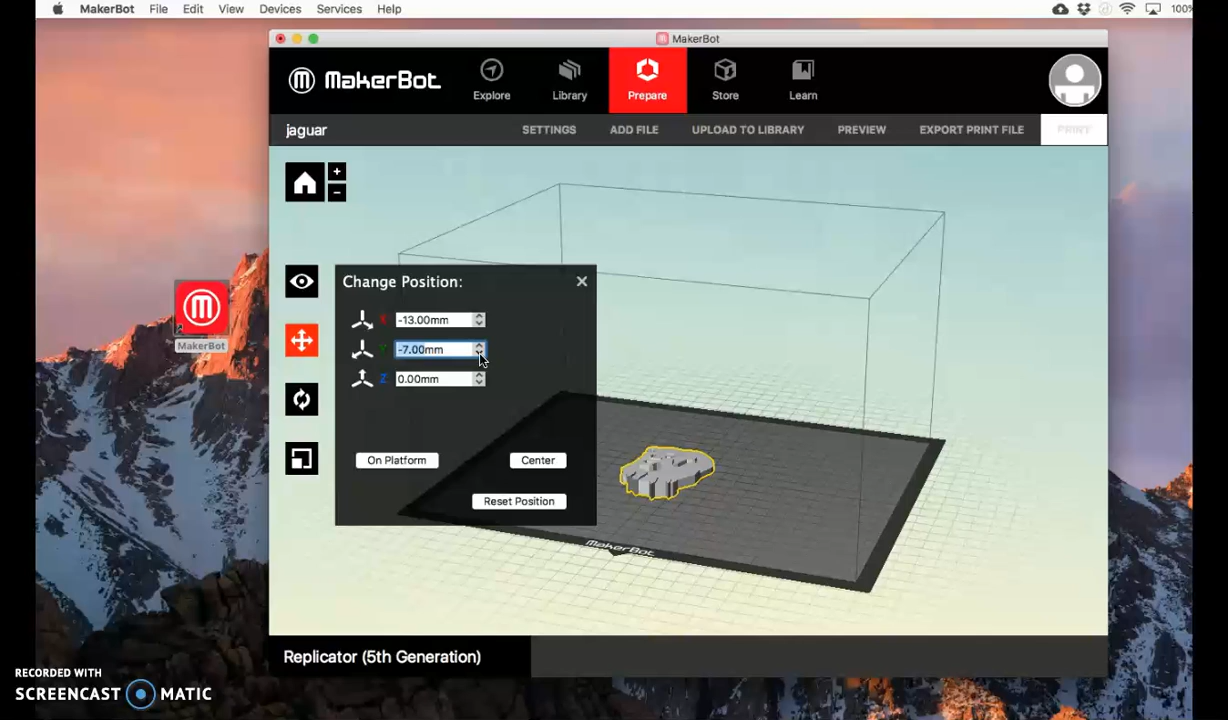 MakerBot File Edit View Devices Services Help 100%
MakerBot
MakerBot
Explore Library Prepare Store Learn
jaguar SETTINGS ADD FILE UPLOAD TO LIBRARY PREVIEW EXPORT PRINT FILE PRINT
+
-
Change Position:
X: -13.00mm
Y: -7.00mm
Z: 0.00mm
MakerBot
On Platform Center
Reset Position
MakerBot
Replicator (5th Generation)
RECORDED WITH
SCREENCAST MATIC